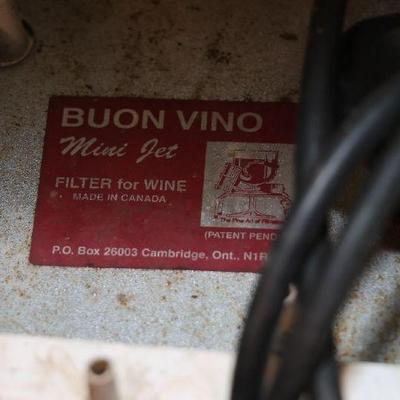 BUON VINO
Mini Jet
FILTER for WINE
MADE IN CANADA
(PATENT PEND
P.O. Box 26003 Cambridge, Ont., N1R